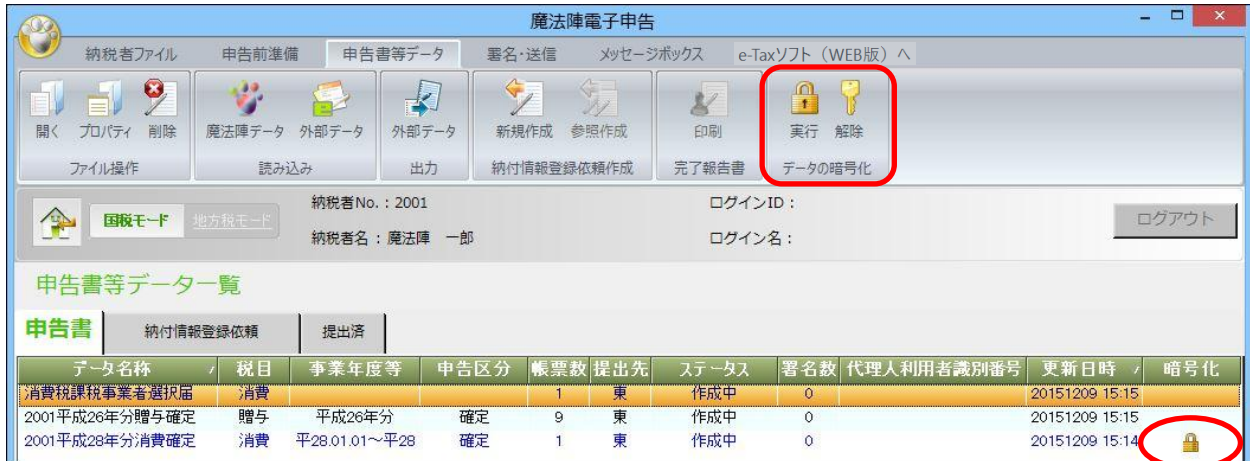 魔法陣電子申告
納税者ファイル 申告前準備 申告書等データ 署名・送信 メッセージボックス e-Taxソフト（WEB版）へ
開く プロパティ 削除 魔法陣データ 外部データ 外部データ 新規作成 参照作成 印刷 実行 解除
ファイル操作 読み込み 出力 納付情報登録依頼作成 完了報告書 データの暗号化
国税モード 地方税モード 納税者No.：2001 ログインID： ログアウト
納税者名：魔法陣 一郎 ログイン名：
申告書等データ一覧
申告書 納付情報登録依頼 提出済
データ名称 税目 事業年度等 申告区分 帳票数 提出先 ステータス 署名数 代理人利用者識別番号 更新日時 暗号化
消費税課税事業者選択届 消費 1 東 作成中 0 20151209 15:15
2001平成26年分贈与確定 贈与 平成26年分 確定 9 東 作成中 0 20151209 15:15
2001平成28年分消費確定 消費 平28.01.01～平28 確定 1 東 作成中 0 20151209 15:14